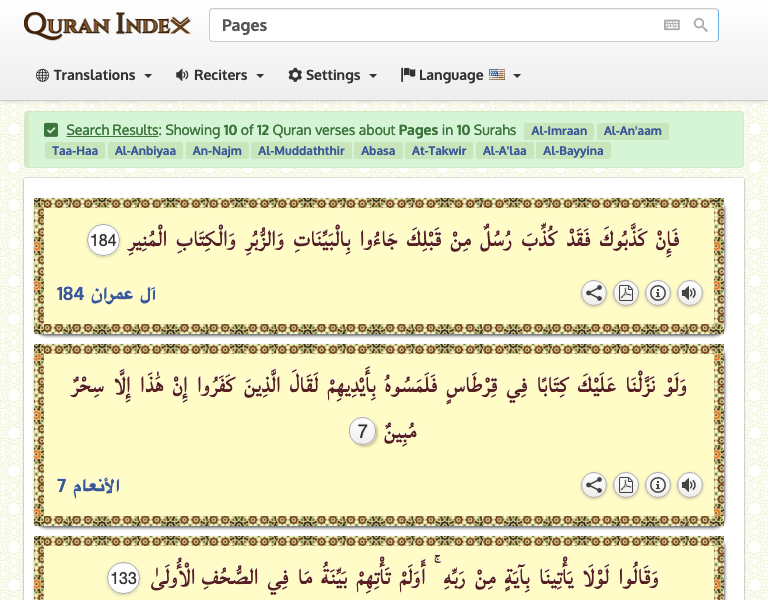 QURAN INDEX
Pages
Translations Reciters Settings Language
Search Results: Showing 10 of 12 Quran verses about Pages in 10 Surahs Al-Imraan Al-An'aam
Taa-Haa Al-Anbiyaa An-Najm Al-Muddaththir Abasa At-Takwir Al-A'laa Al-Bayyina
فَإِنْ كَذَّبُوكَ فَقَدْ كُذِّبَ رُسُلٌ مِنْ قَبْلِكَ جَاءُوا بِالْبَيِّنَاتِ وَالزُّبُرِ وَالْكِتَابِ الْمُنِيرِ 184
آل عمران 184
وَلَوْ نَزَّلْنَا عَلَيْكَ كِتَابًا فِي قِرْطَاسٍ فَلَمَسُوهُ بِأَيْدِيهِمْ لَقَالَ الَّذِينَ كَفَرُوا إِنْ هَٰذَا إِلَّا سِحْرٌ
مُبِينٌ 7
الأنعام 7
وَقَالُوا لَوْلَا يَأْتِينَا بِآيَةٍ مِنْ رَبِّهِ ۚ أَوَلَمْ تَأْتِهِمْ بَيِّنَةُ مَا فِي الصُّحُفِ الْأُولَىٰ 133